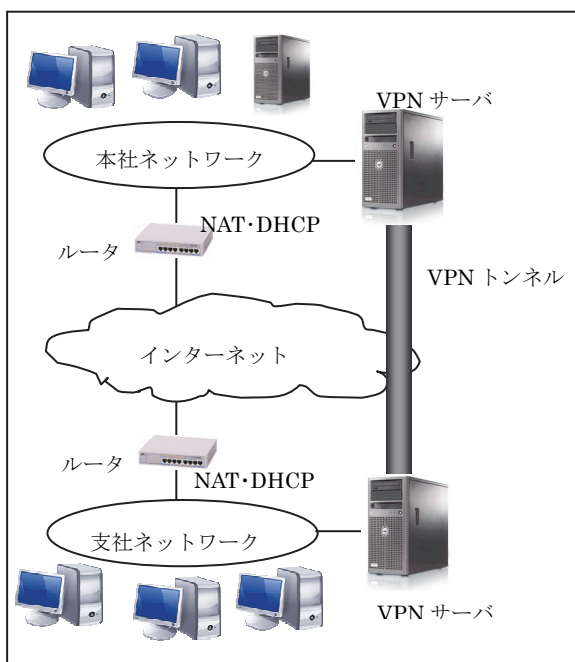 VPN サーバ
本社ネットワーク
NAT･DHCP
ルータ
VPN トンネル
インターネット
ルータ
NAT･DHCP
支社ネットワーク
VPN サーバ